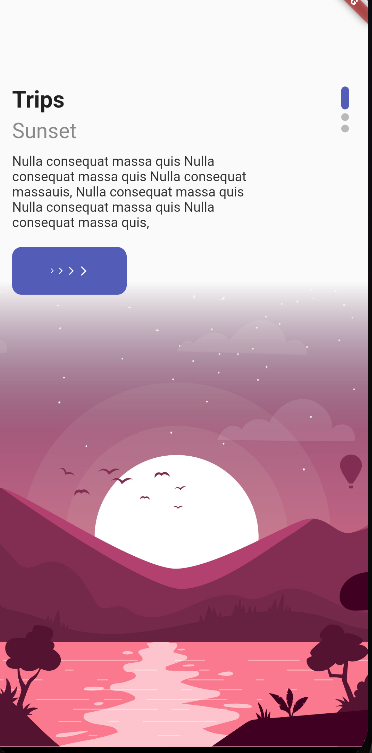 Trips
Sunset
Nulla consequat massa quis Nulla
consequat massa quis Nulla consequat
massauis, Nulla consequat massa quis
Nulla consequat massa quis Nulla
consequat massa quis,